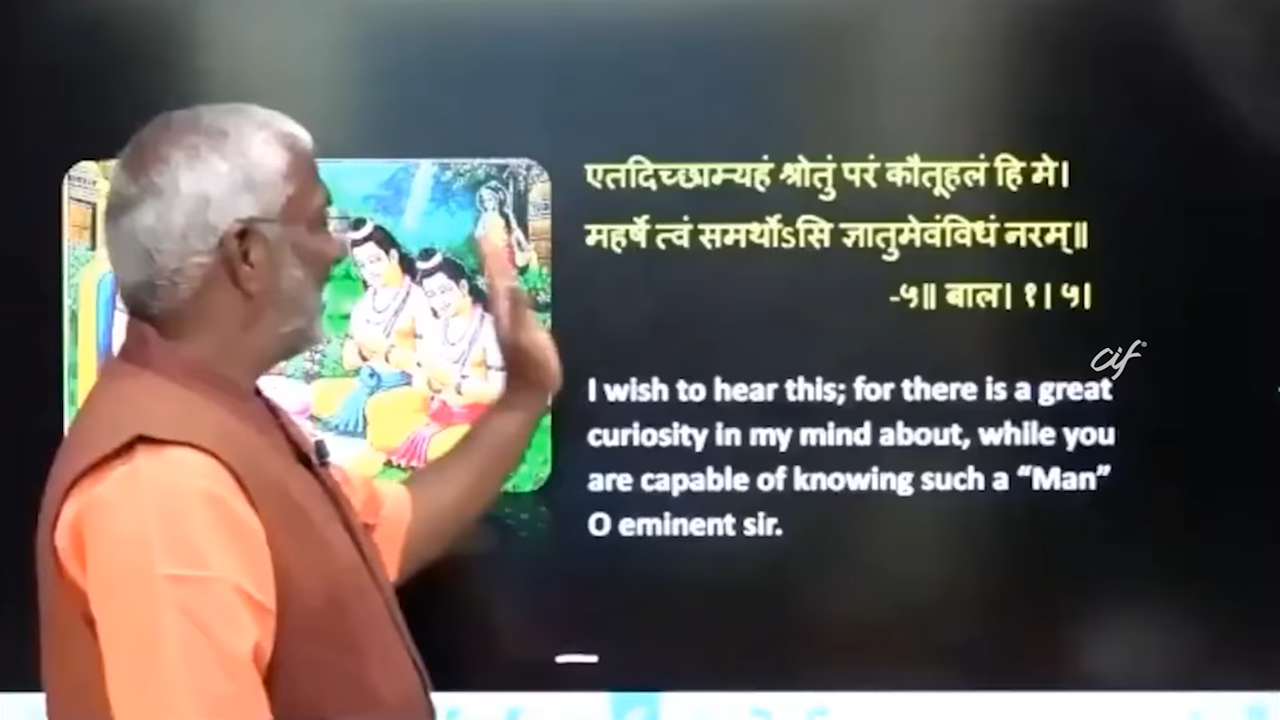 एतदिच्छाम्यहं श्रोतुं परं कौतूहलं हि मे।
महर्षे त्वं समर्थोऽसि ज्ञातुमेवंविधं नरम्॥
-५॥ बाल। १। ५।
cif
I wish to hear this; for there is a great
curiosity in my mind about, while you
are capable of knowing such a “Man”
O eminent sir.